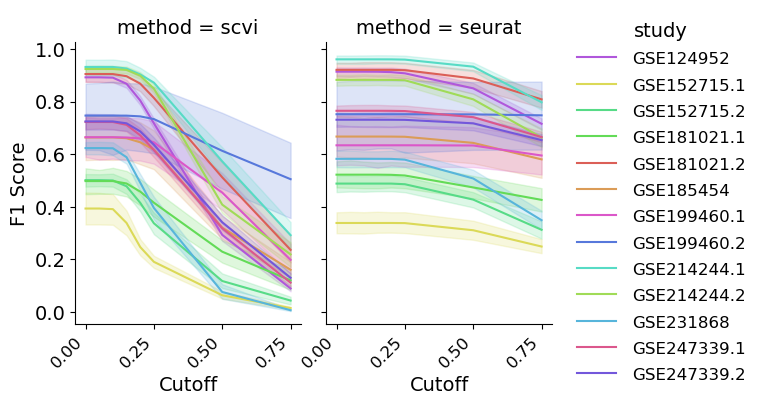 method = scvi
method = seurat
study
F1 Score
1.0
0.8
0.6
0.4
0.2
0.0
0.00
0.25
0.50
0.75
Cutoff
0.00
0.25
0.50
0.75
Cutoff
GSE124952
GSE152715.1
GSE152715.2
GSE181021.1
GSE181021.2
GSE185454
GSE199460.1
GSE199460.2
GSE214244.1
GSE214244.2
GSE231868
GSE247339.1
GSE247339.2